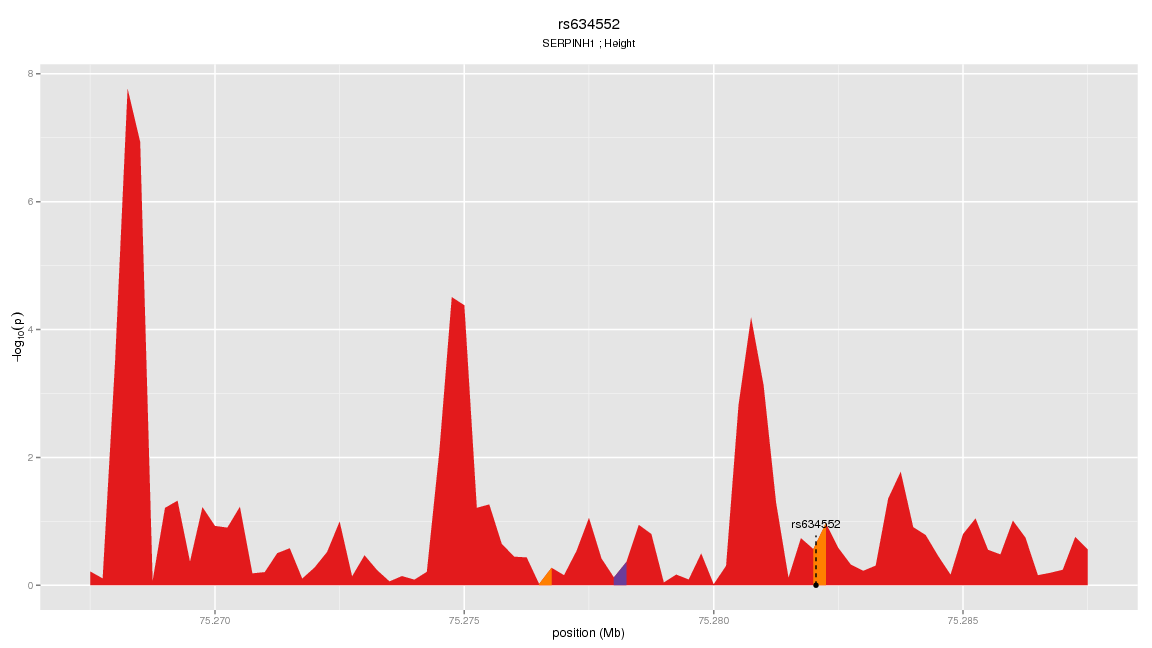 rs634552
SERPINH1 ; Height
8
6
4
2
0
-log10(p)
rs634552
75.270 75.275 75.280 75.285
position (Mb)